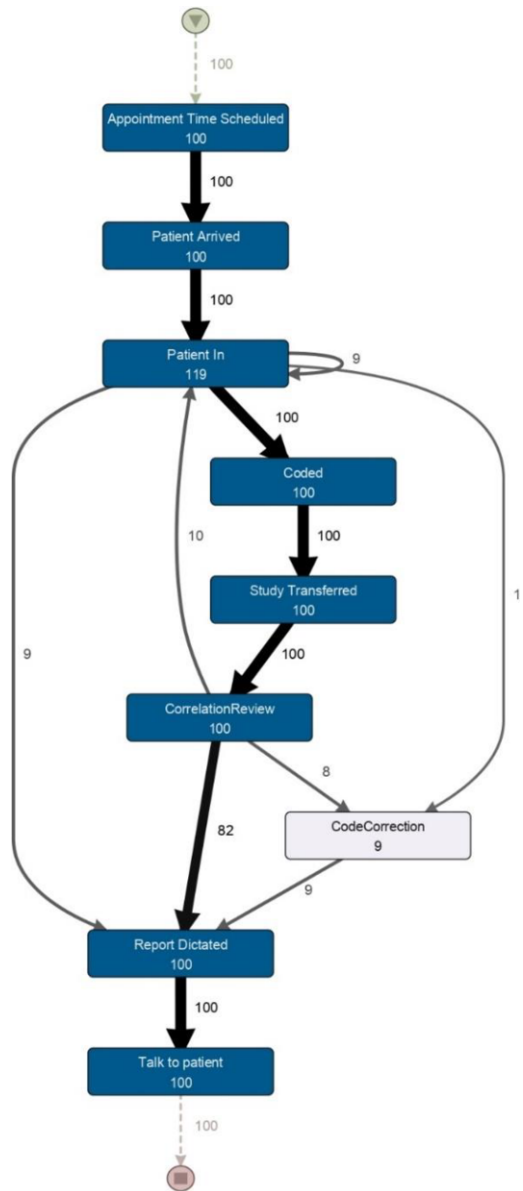 100
Appointment Time Scheduled
100
100
Patient Arrived
100
100
Patient In
119
9
100
Coded
100
10
100
Study Transferred
100
1
9
100
CorrelationReview
100
8
82
CodeCorrection
9
9
Report Dictated
100
100
Talk to patient
100
100